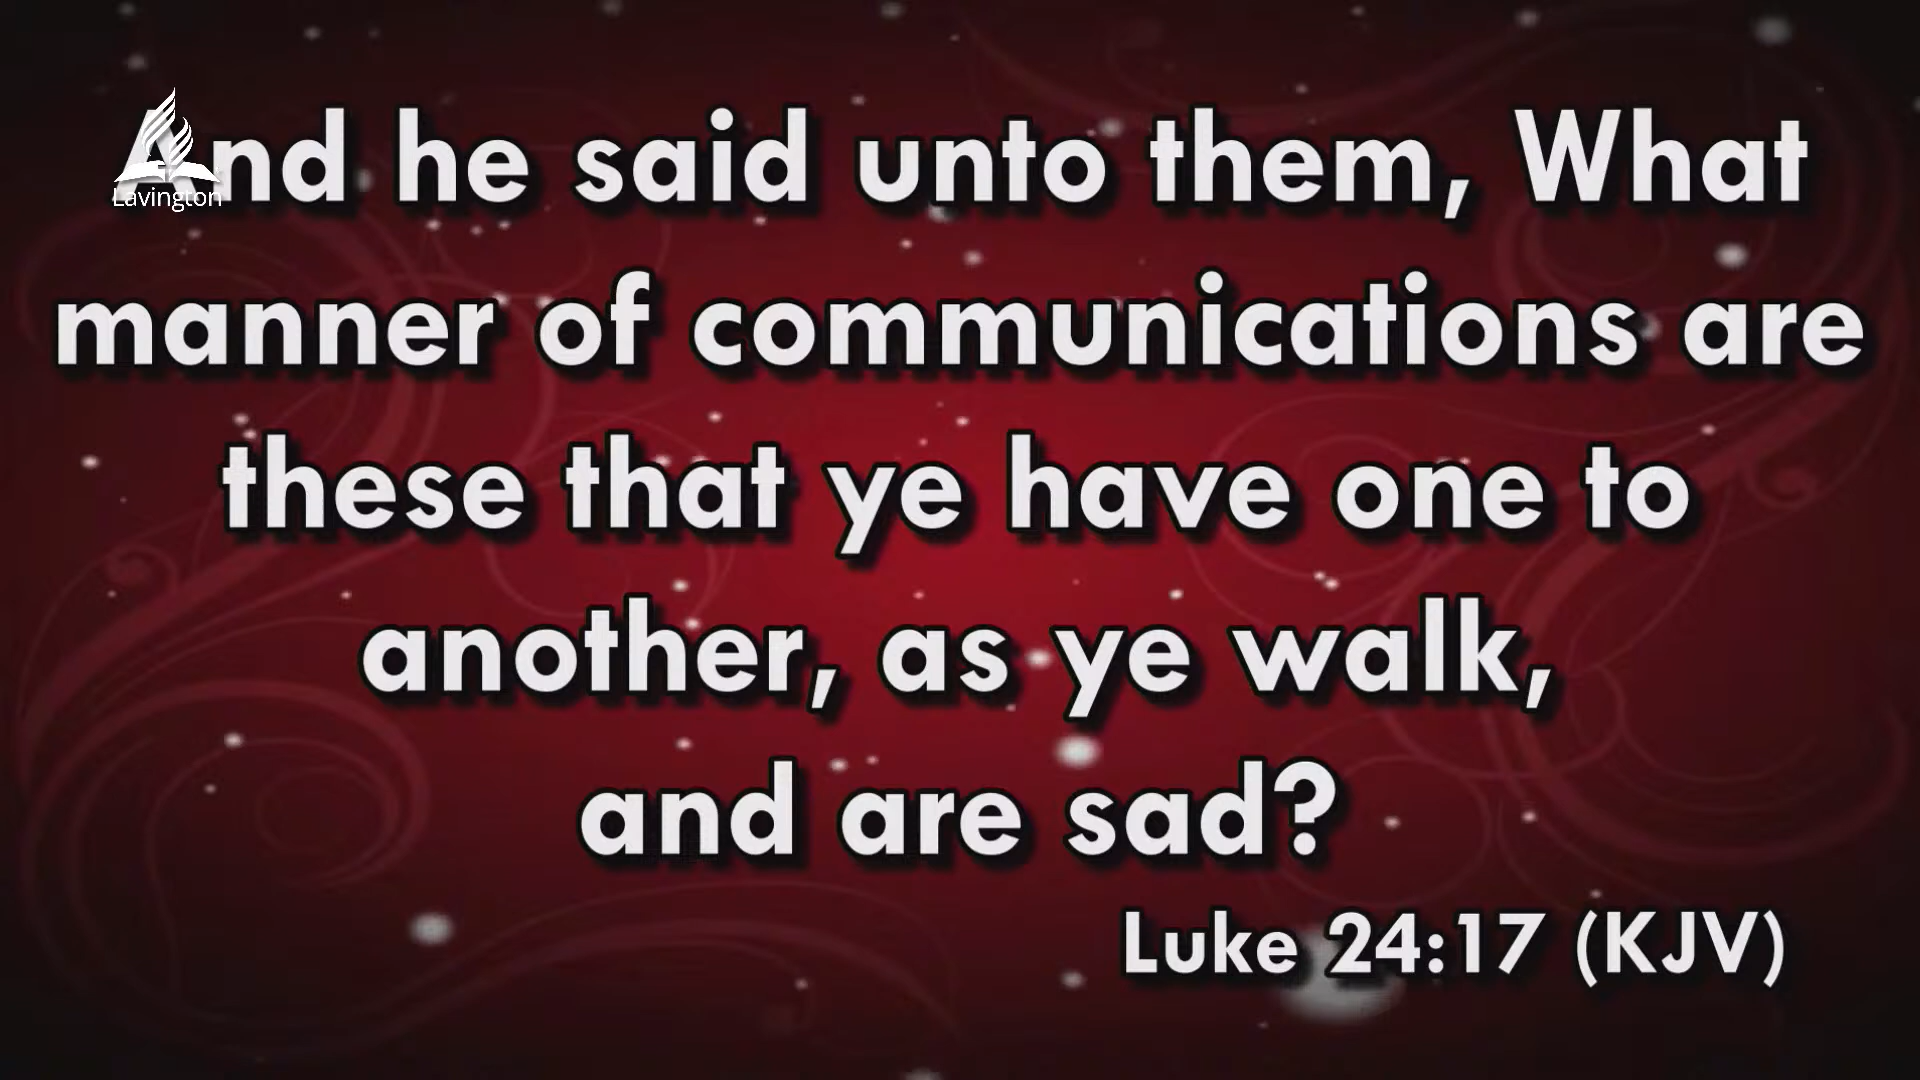 And he said unto them, What
Lavington
manner of communications are
these that ye have one to
another, as ye walk,
and are sad?
Luke 24:17 (KJV)